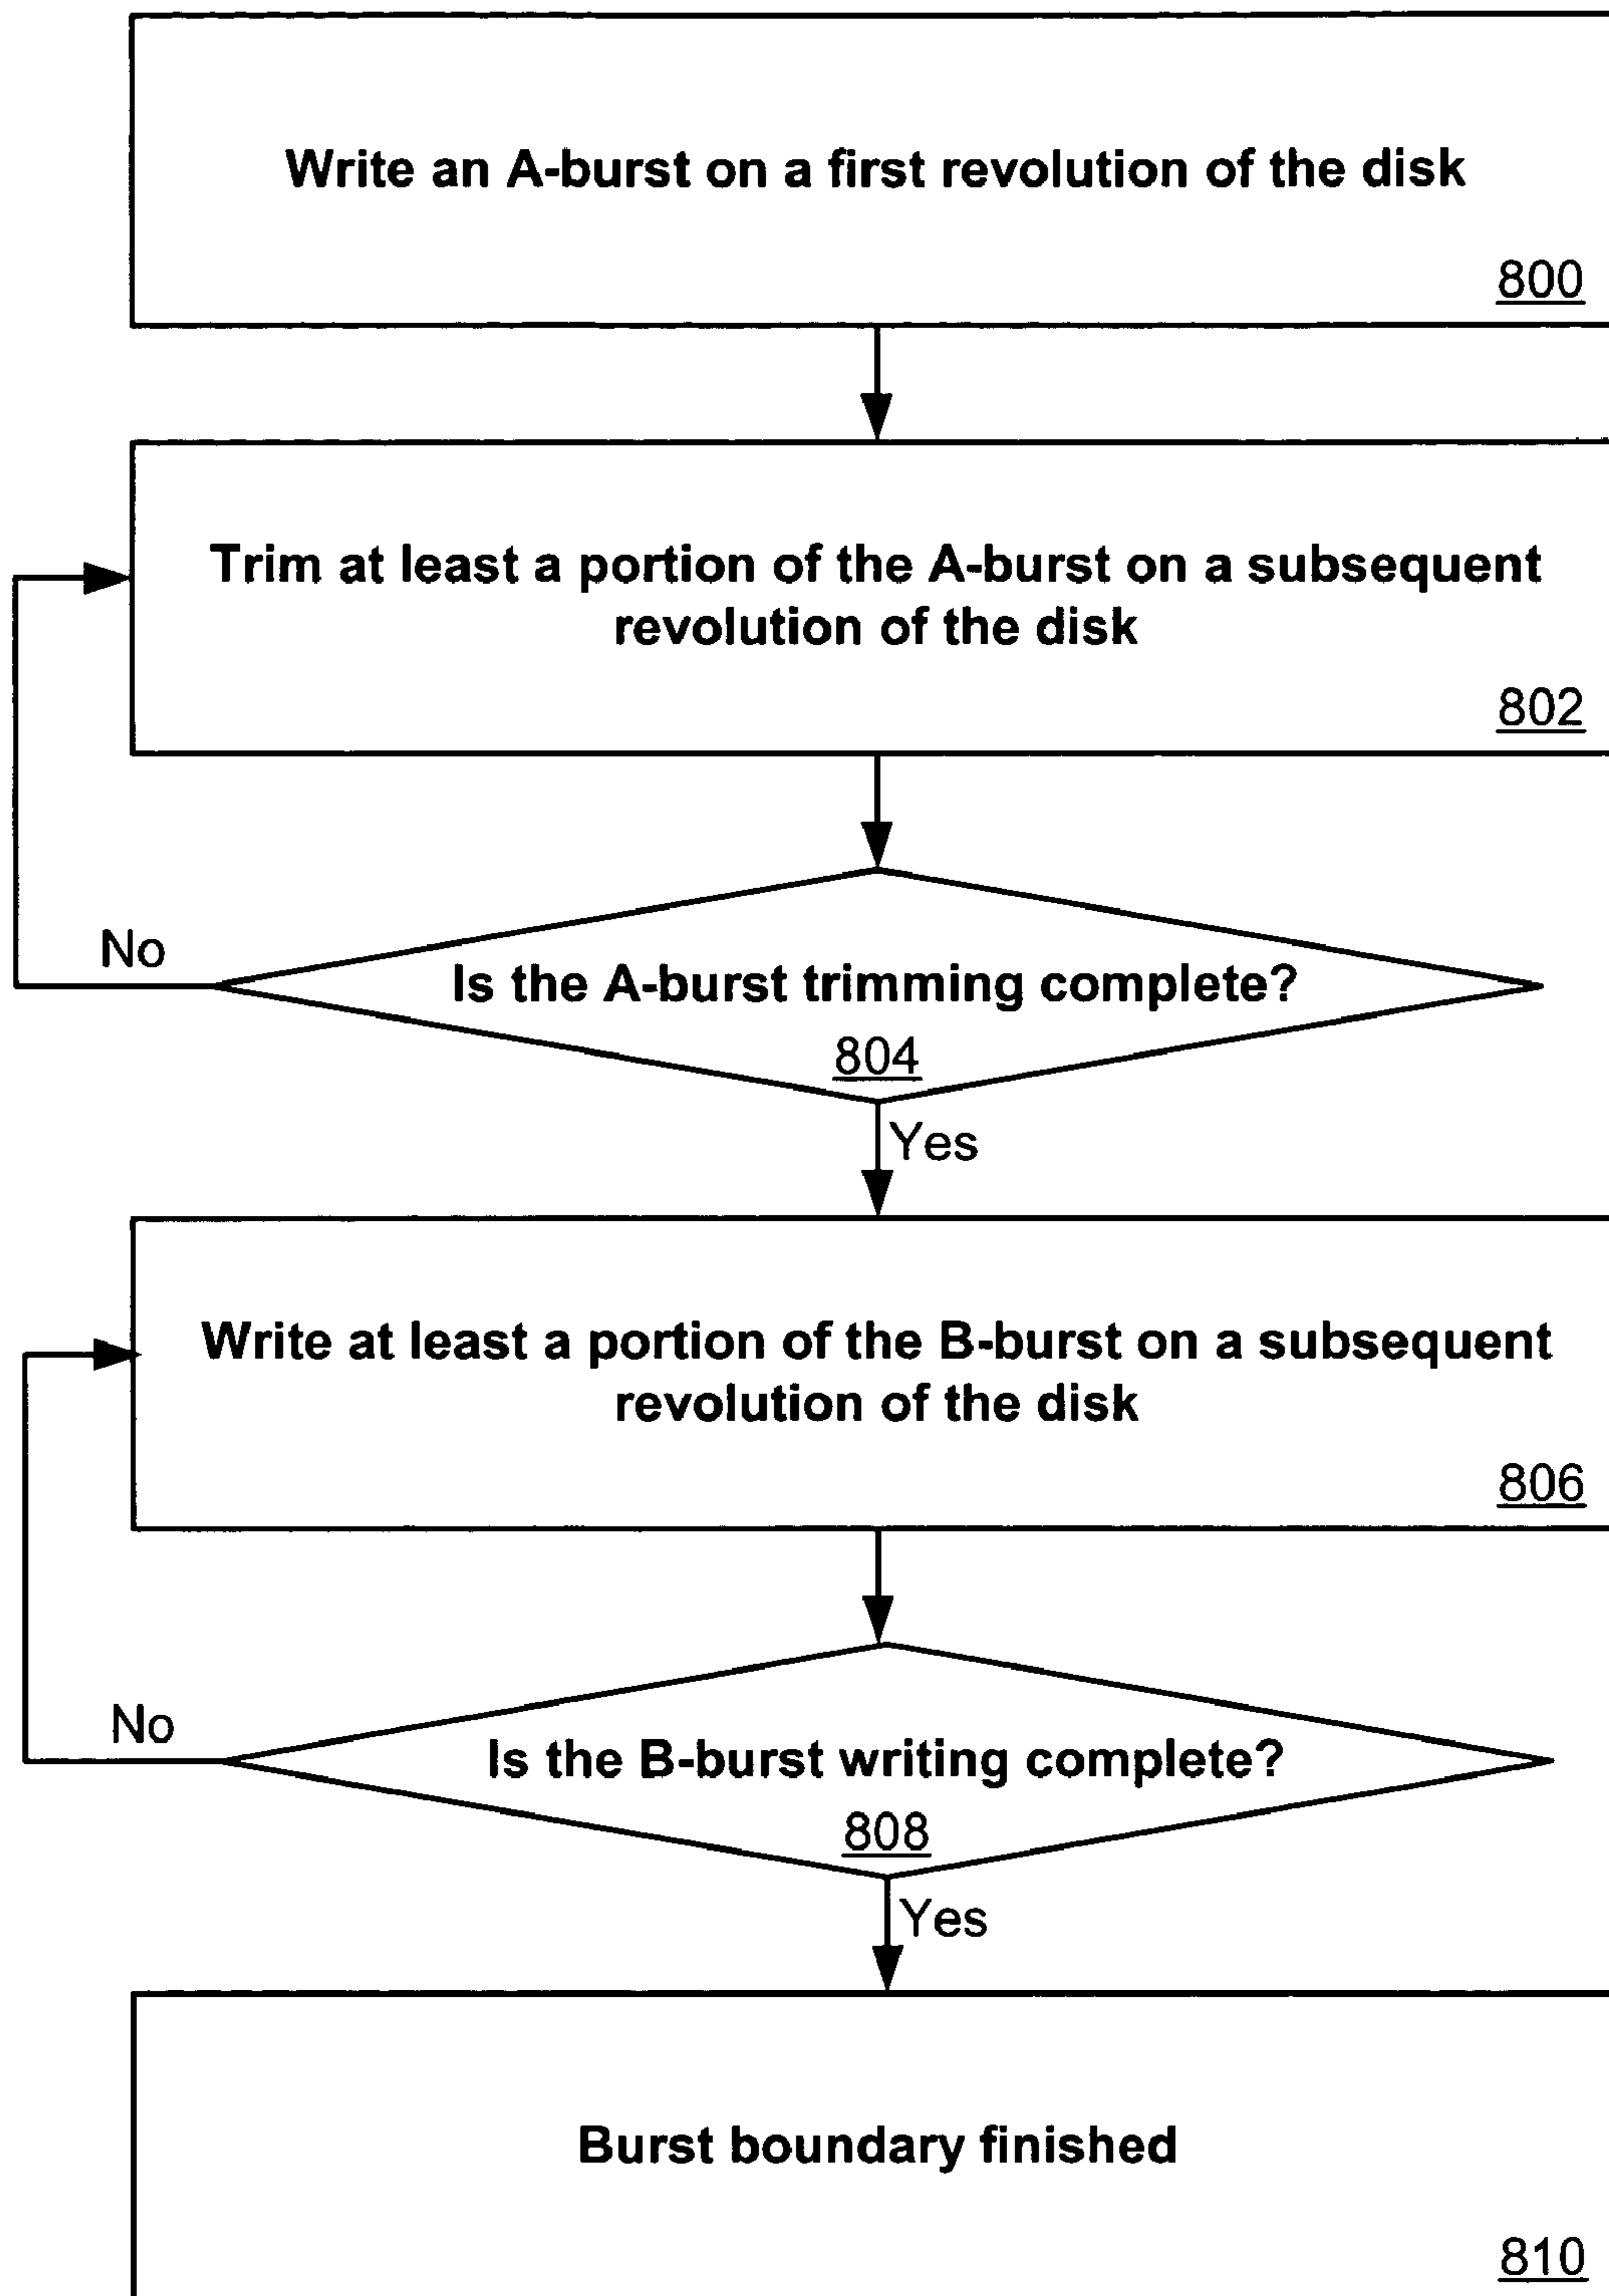 Write an A-burst on a first revolution of the disk
800
Trim at least a portion of the A-burst on a subsequent
revolution of the disk
802
No
Is the A-burst trimming complete?
804
Yes
Write at least a portion of the B-burst on a subsequent
revolution of the disk
806
No
Is the B-burst writing complete?
808
Yes
Burst boundary finished
810